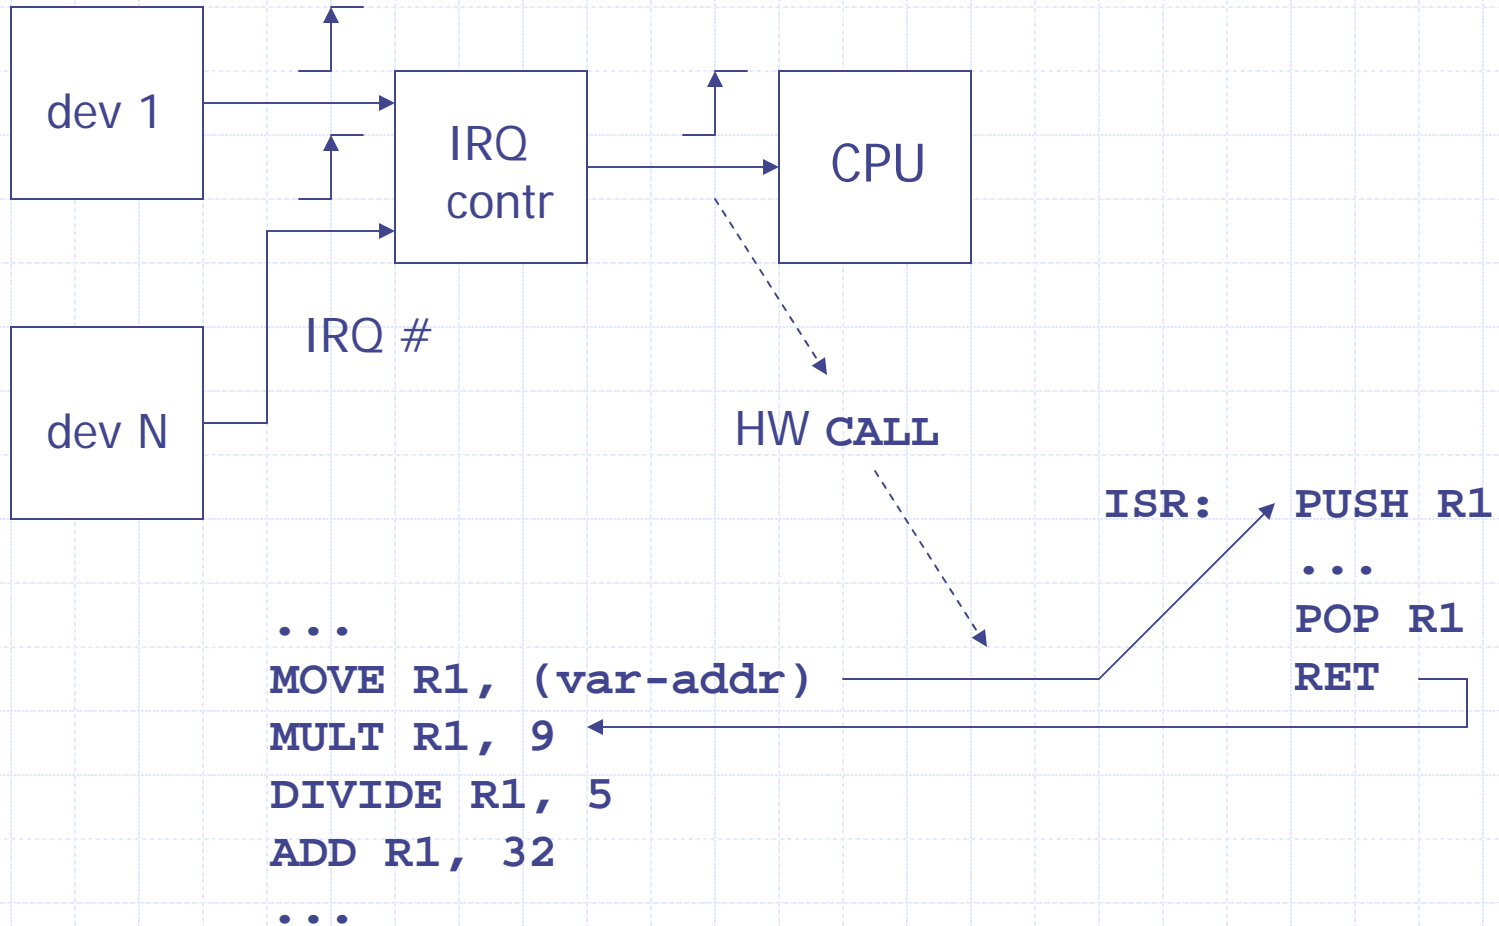 dev 1
IRQ
contr
CPU
IRQ #
dev N
HW CALL
ISR: PUSH R1
...
POP R1
RET
...
MOVE R1, (var-addr)
MULT R1, 9
DIVIDE R1, 5
ADD R1, 32
...